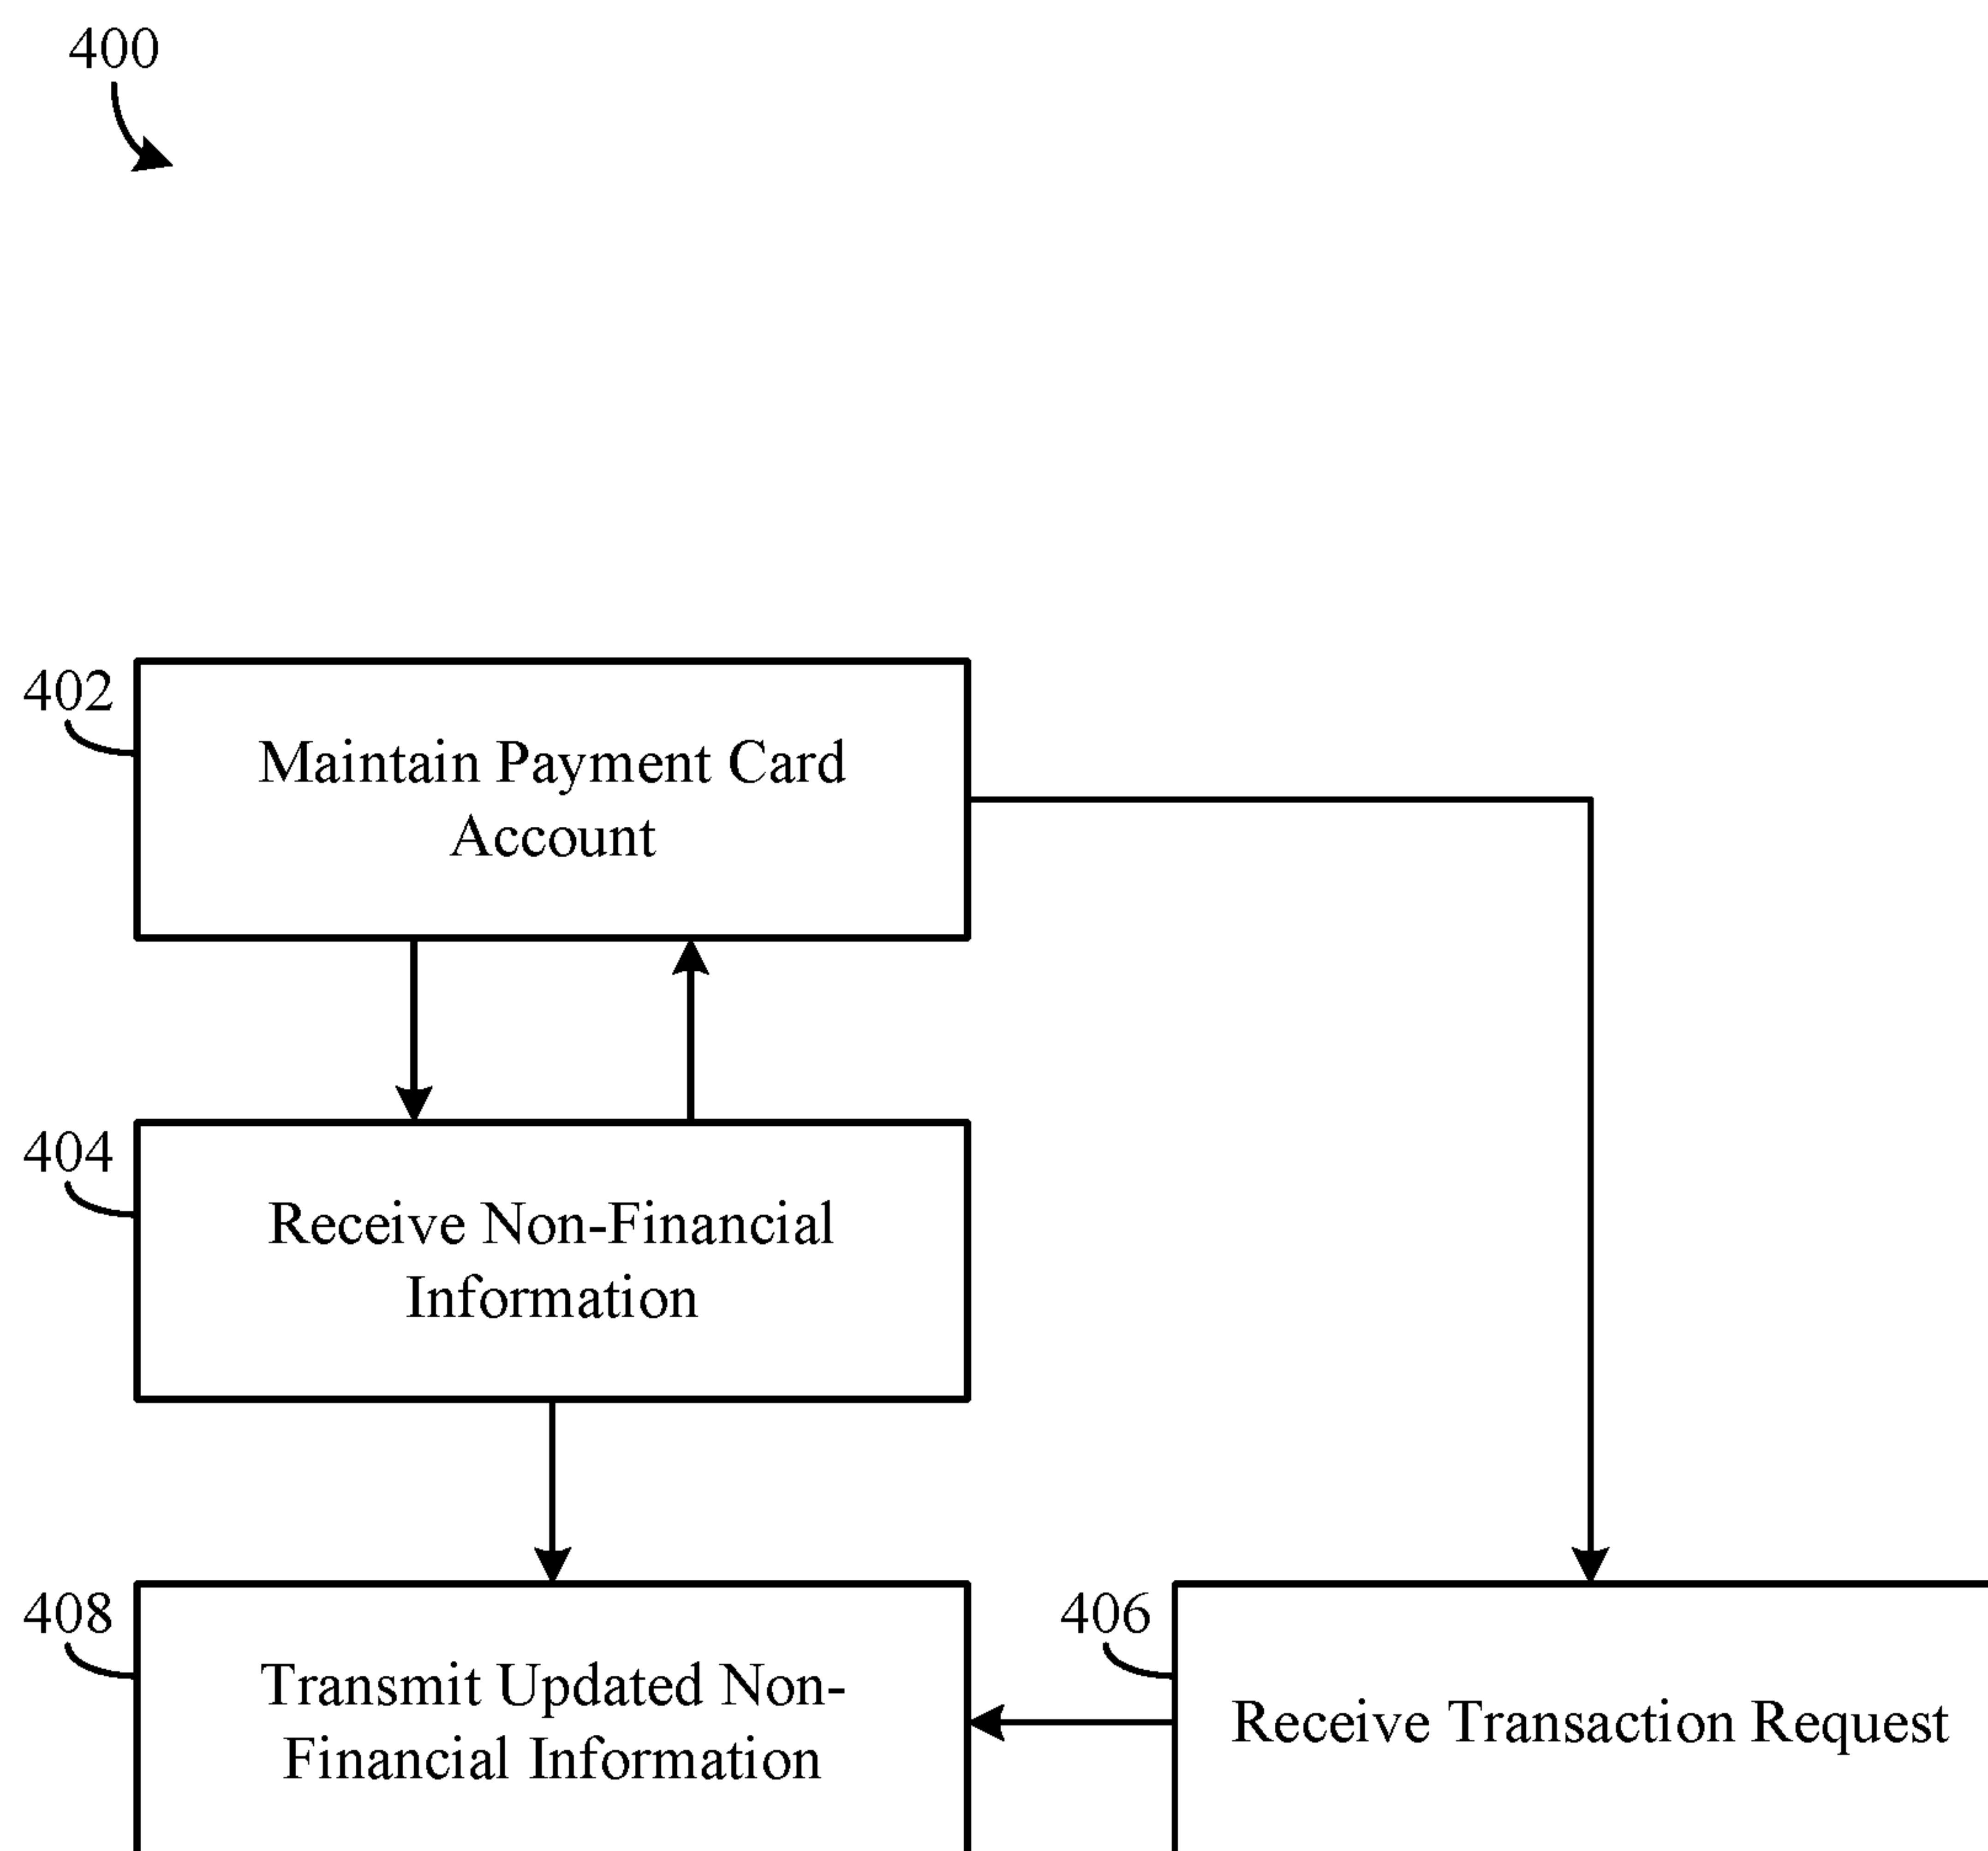 400
402
Maintain Payment Card
Account
404
Receive Non-Financial
Information
408
Transmit Updated Non-
Financial Information
406
Receive Transaction Request